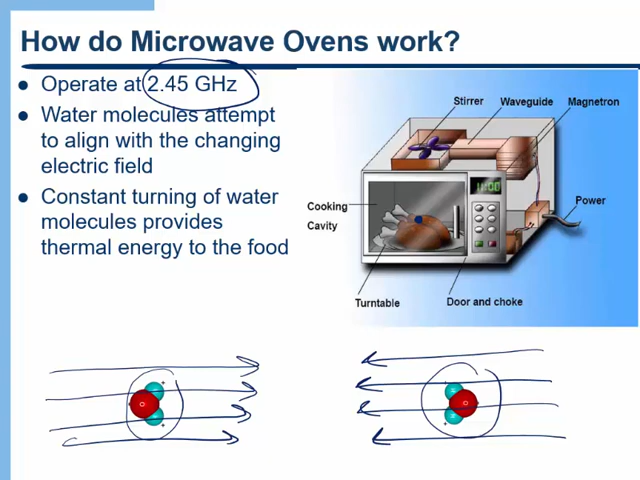 How do Microwave Ovens work?
● Operate at 2.45 GHz
● Water molecules attempt
to align with the changing
electric field
● Constant turning of water
molecules provides
thermal energy to the food
Stirrer
Waveguide
Magnetron
11:00
Cooking
Cavity
Power
Turntable
Door and choke